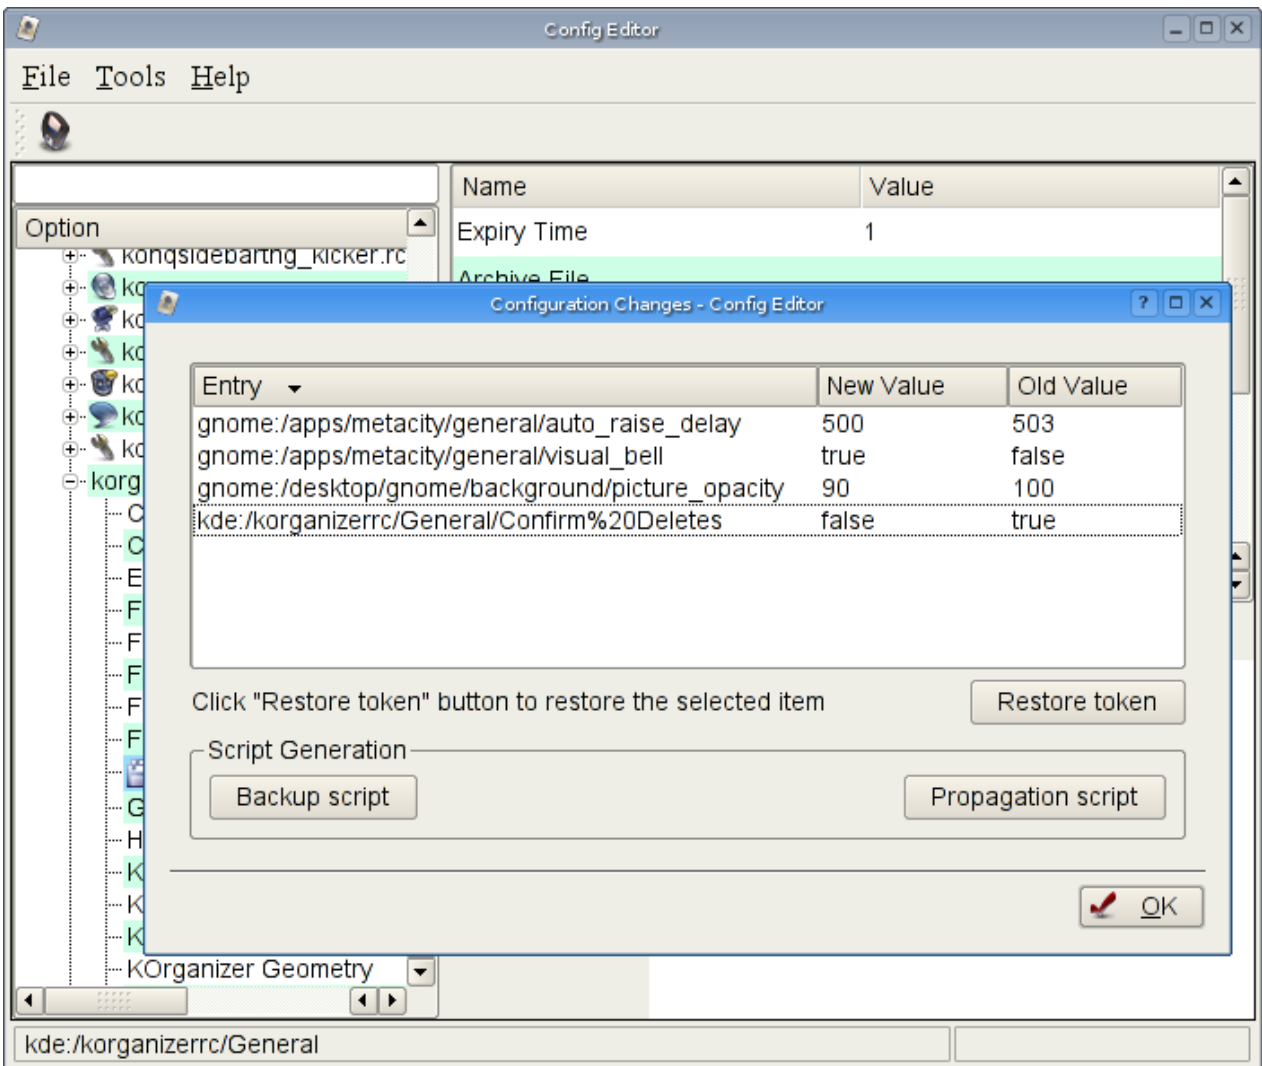 Config Editor
File Tools Help
Name Value
Option
Expiry Time 1
konqsidebartng_kicker.rc
Archive File
Configuration Changes - Config Editor
Entry New Value Old Value
gnome:/apps/metacity/general/auto_raise_delay 500 503
gnome:/apps/metacity/general/visual_bell true false
gnome:/desktop/gnome/background/picture_opacity 90 100
kde:/korganizerrc/General/Confirm%20Deletes false true
korg
Click "Restore token" button to restore the selected item Restore token
Script Generation
Backup script Propagation script
OK
KOrganizer Geometry
kde:/korganizerrc/General